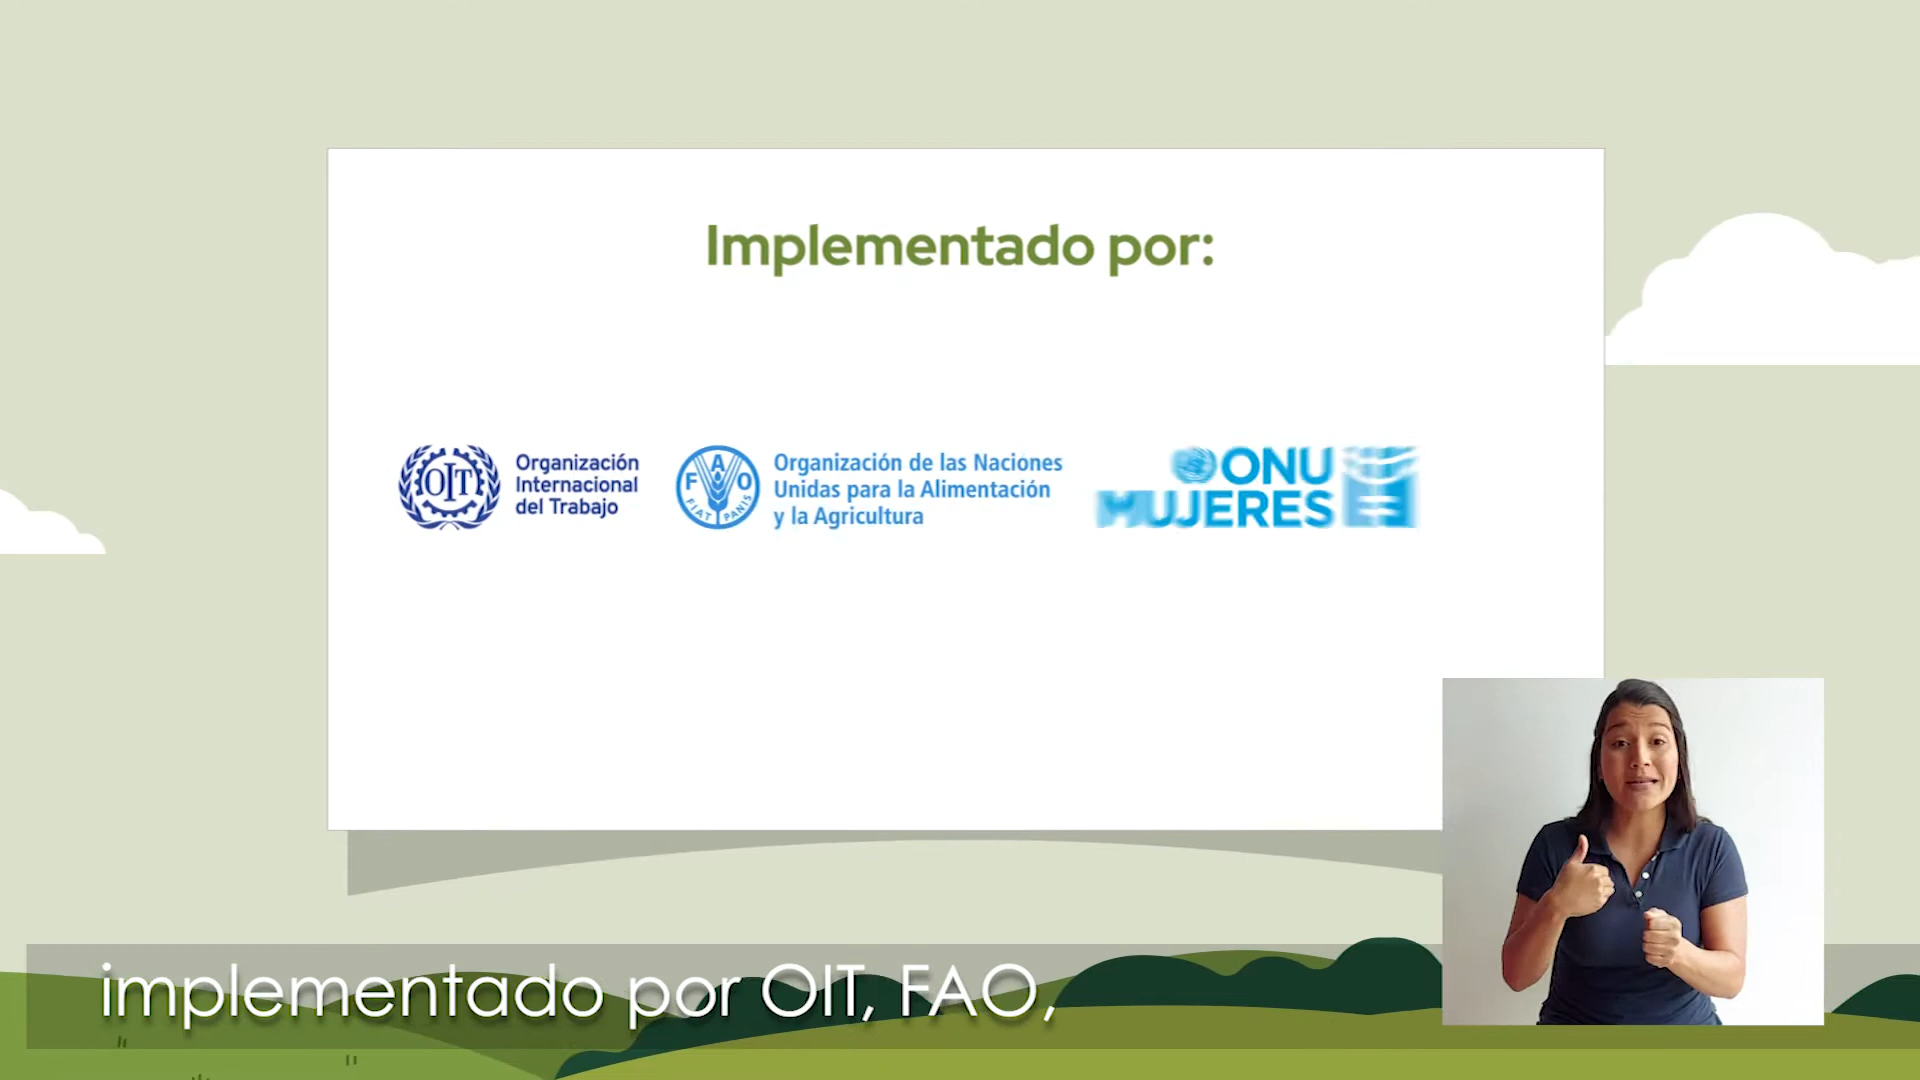 Implementado por:
OIT
Organización
Internacional
del Trabajo
FAO
FIAT PANIS
Organización de las Naciones
Unidas para la Alimentación
y la Agricultura
ONU
MUJERES
implementado por OIT, FAO,